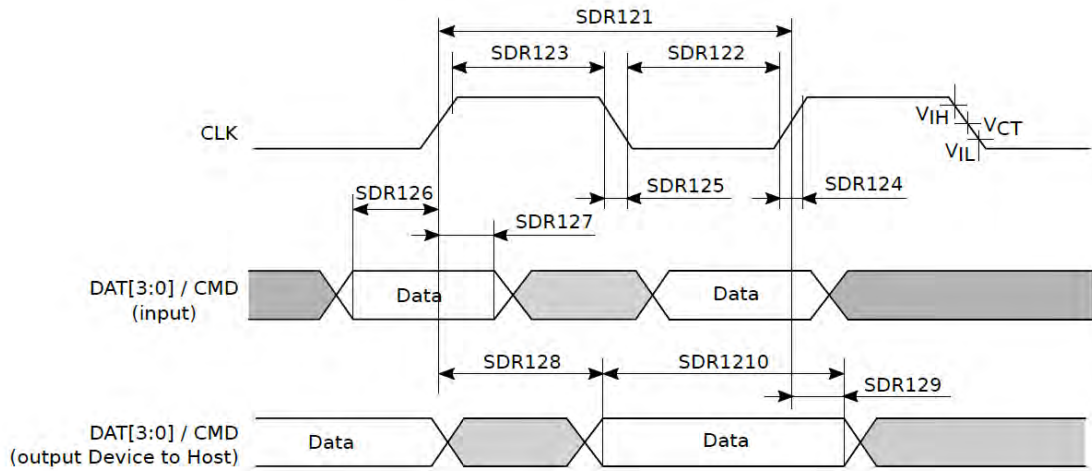 SDR121
SDR123
SDR122
CLK
VIH
VCT
VIL
SDR126
SDR125
SDR124
SDR127
DAT[3:0] / CMD
(input)
Data
Data
SDR128
SDR1210
SDR129
DAT[3:0] / CMD
(output Device to Host)
Data
Data